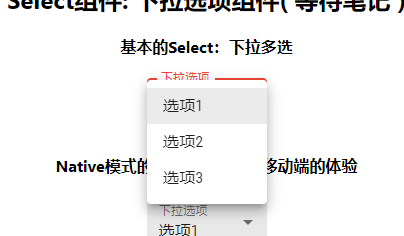 Select组件：下拉选项组件( 等待笔记 )
基本的Select：下拉多选
下拉选项
选项1
选项2
选项3
Native模式的
移动端的体验
下拉选项
选项1